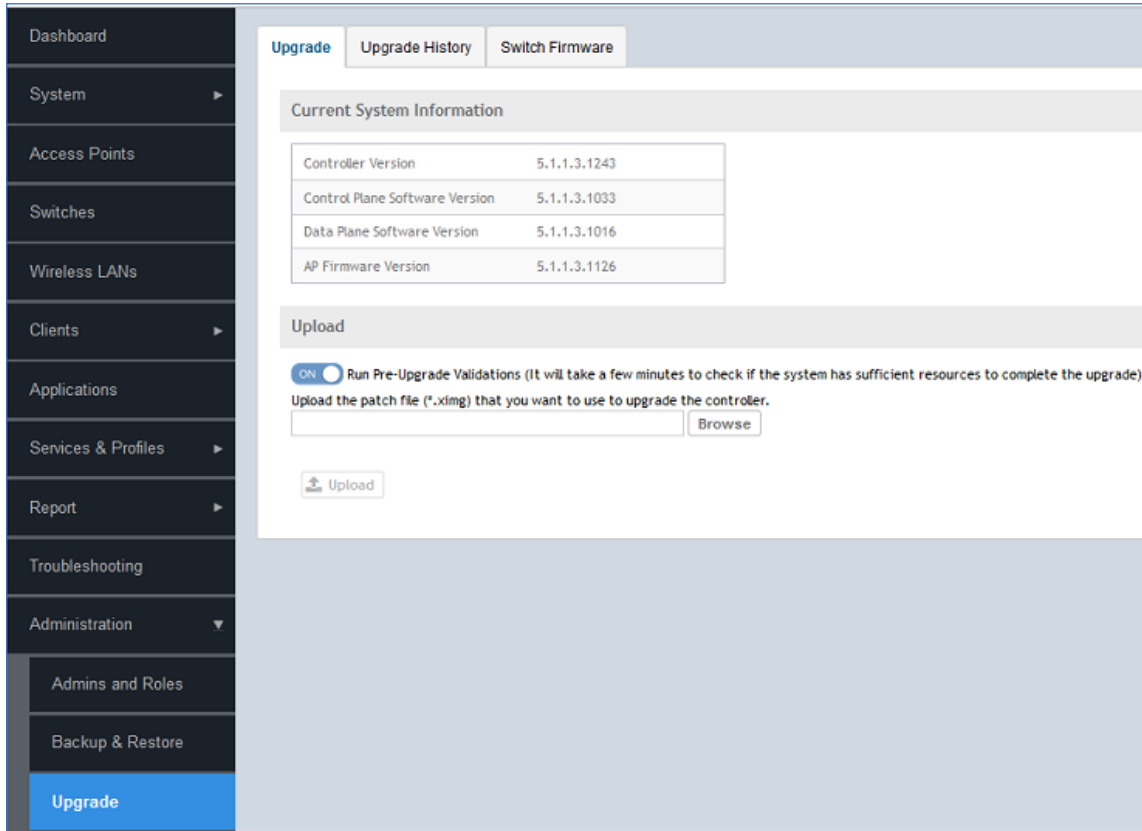 Dashboard
System
Access Points
Switches
Wireless LANs
Clients
Applications
Services & Profiles
Report
Troubleshooting
Administration
Admins and Roles
Backup & Restore
Upgrade
Upgrade Upgrade History Switch Firmware
Current System Information
Controller Version 5.1.1.3.1243
Control Plane Software Version 5.1.1.3.1033
Data Plane Software Version 5.1.1.3.1016
AP Firmware Version 5.1.1.3.1126
Upload
ON Run Pre-Upgrade Validations (It will take a few minutes to check if the system has sufficient resources to complete the upgrade)
Upload the patch file (*.ximg) that you want to use to upgrade the controller.
Browse
Upload